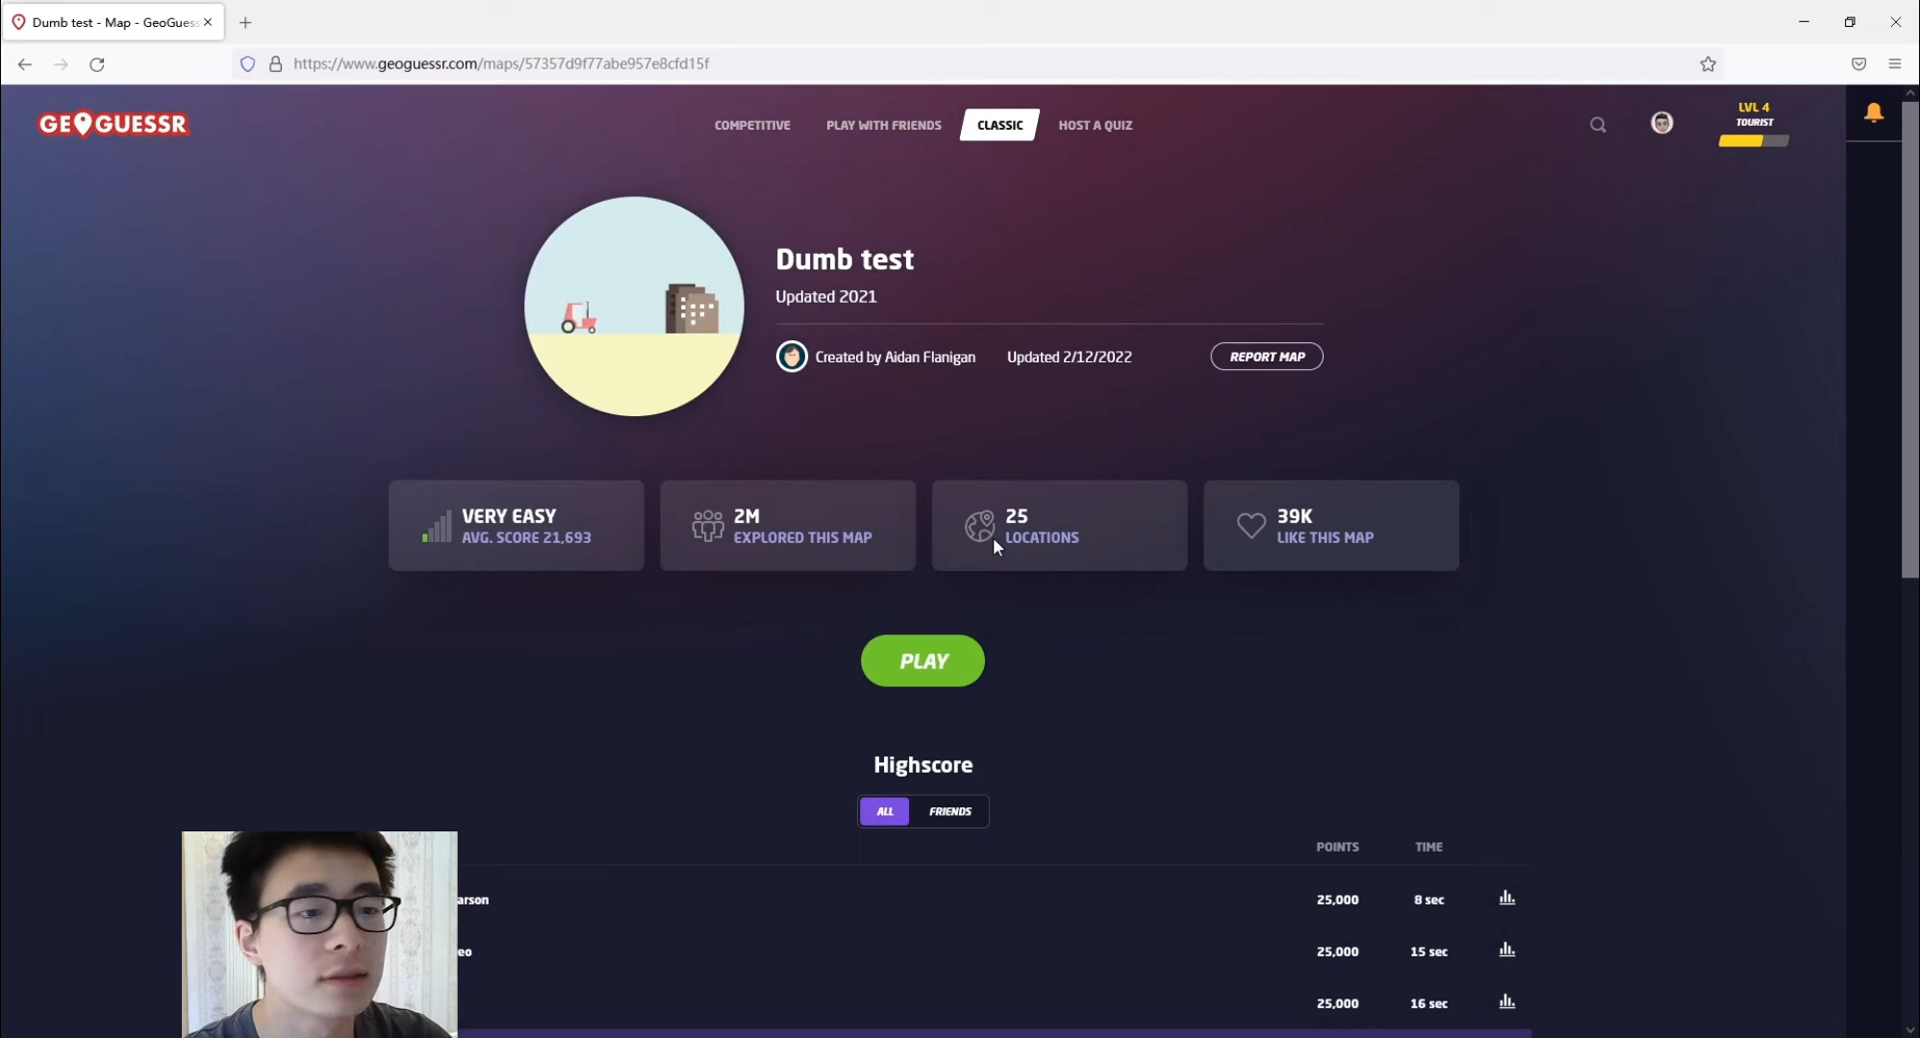 Dumb test - Map - GeoGuess
https://www.geoguessr.com/maps/57357d9f77abe957e8cfd15f
GEOGUESSR
COMPETITIVE
PLAY WITH FRIENDS
CLASSIC
HOST A QUIZ
LVL 4
TOURIST
Dumb test
Updated 2021
Created by Aidan Flanigan
Updated 2/12/2022
REPORT MAP
VERY EASY
AVG. SCORE 21,693
2M
EXPLORED THIS MAP
25
LOCATIONS
39K
LIKE THIS MAP
PLAY
Highscore
ALL
FRIENDS
POINTS
TIME
arson
25,000
8 sec
eo
25,000
15 sec
25,000
16 sec